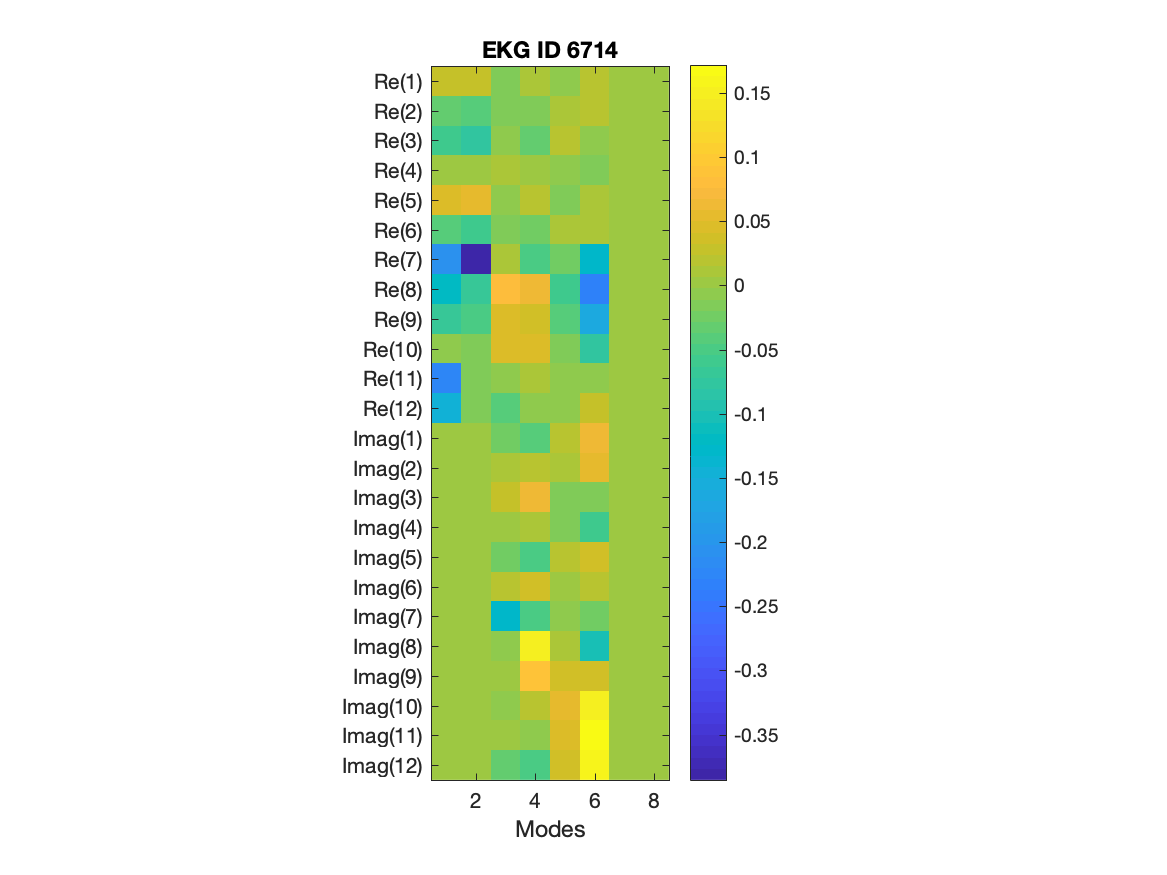 EKG ID 6714
Re(1)
Re(2)
Re(3)
Re(4)
Re(5)
Re(6)
Re(7)
Re(8)
Re(9)
Re(10)
Re(11)
Re(12)
Imag(1)
Imag(2)
Imag(3)
Imag(4)
Imag(5)
Imag(6)
Imag(7)
Imag(8)
Imag(9)
Imag(10)
Imag(11)
Imag(12)
2 4 6 8
Modes
0.15
0.1
0.05
0
-0.05
-0.1
-0.15
-0.2
-0.25
-0.3
-0.35